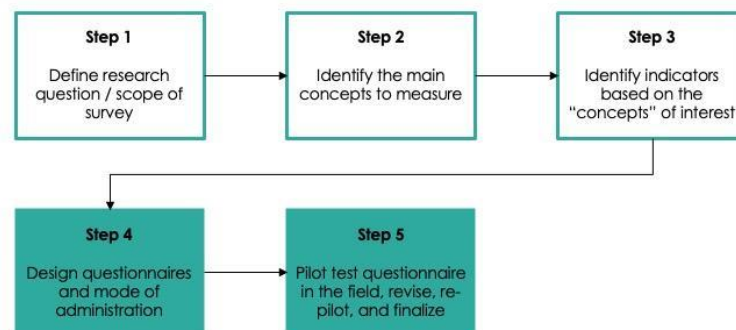 Step 1
Define research
question / scope of
survey
Step 2
Identify the main
concepts to measure
Step 3
Identify indicators
based on the
“concepts” of interest
Step 4
Design questionnaires
and mode of
administration
Step 5
Pilot test questionnaire
in the field, revise, re-
pilot, and finalize